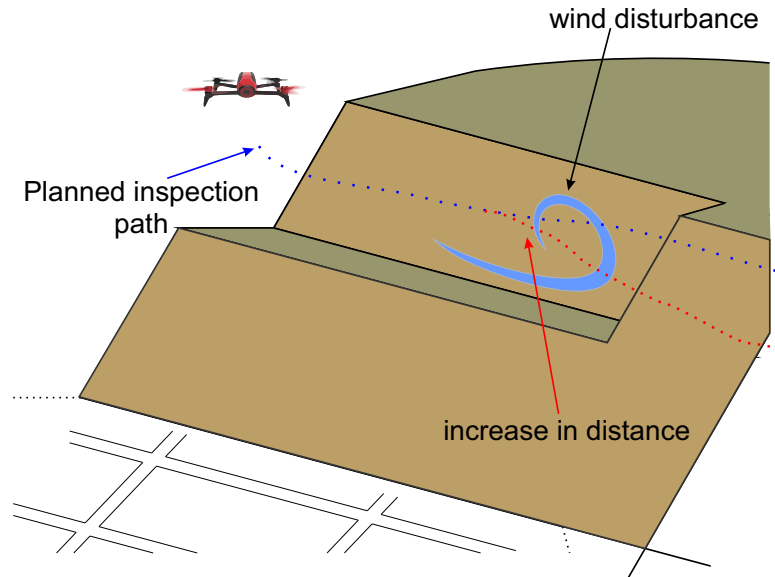 wind disturbance
Planned inspection
path
increase in distance